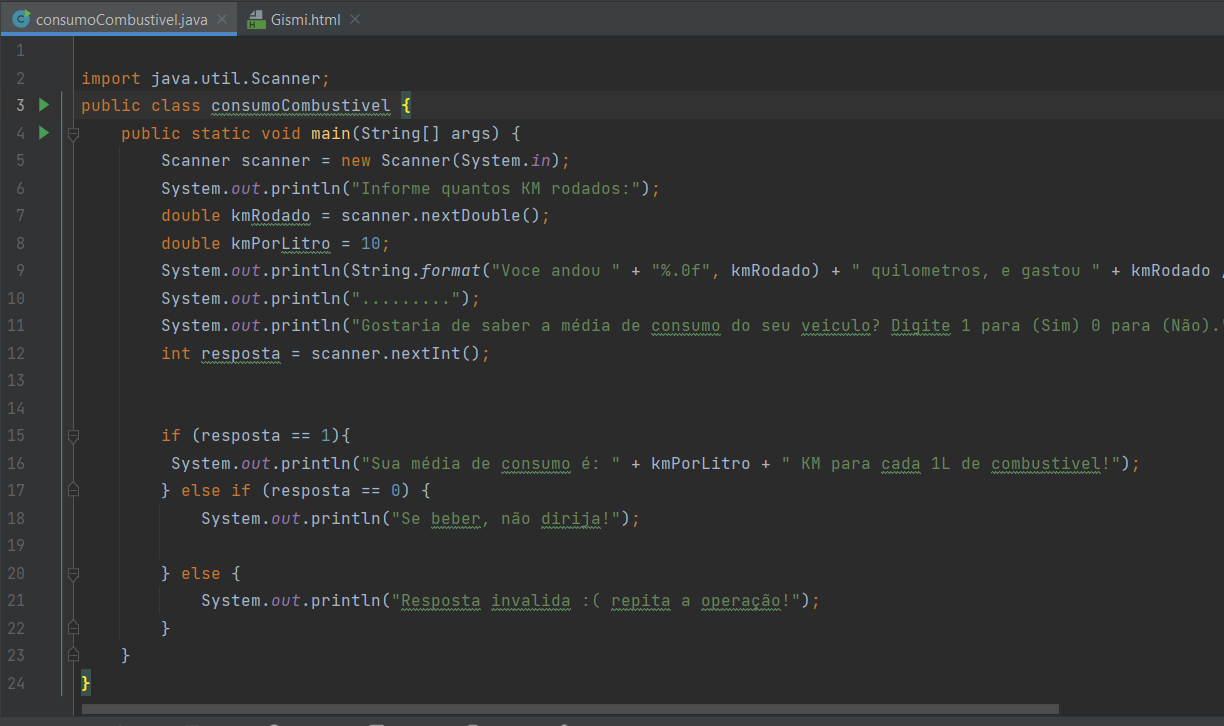 consumoCombustivel.java Gismi.html
1
2 import java.util.Scanner;
3 public class consumoCombustivel {
4 public static void main(String[] args) {
5 Scanner scanner = new Scanner(System.in);
6 System.out.println("Informe quantos KM rodados:");
7 double kmRodado = scanner.nextDouble();
8 double kmPorLitro = 10;
9 System.out.println(String.format("Voce andou " + "%.0f", kmRodado) + " quilometros, e gastou " + kmRodado /
10 System.out.println(".........");
11 System.out.println("Gostaria de saber a média de consumo do seu veiculo? Digite 1 para (Sim) 0 para (Não)."
12 int resposta = scanner.nextInt();
13
14
15 if (resposta == 1){
16 System.out.println("Sua média de consumo é: " + kmPorLitro + " KM para cada 1L de combustivel!");
17 } else if (resposta == 0) {
18 System.out.println("Se beber, não dirija!");
19
20 } else {
21 System.out.println("Resposta invalida :( repita a operação!");
22 }
23 }
24 }